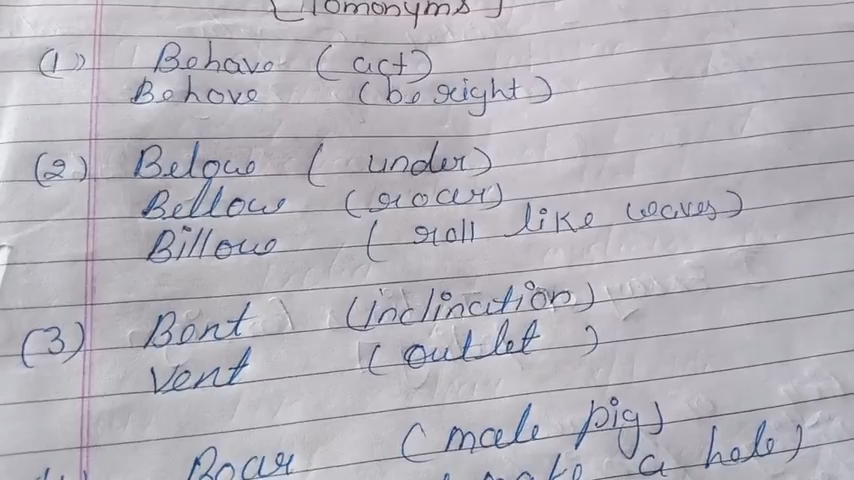 [Homonyms]
(1) Behave (act)
Behove (be right)
(2) Below (under)
Bellow (roar)
Billow (roll like waves)
(3) Bent (inclination)
Vent (outlet)
Boar (male pig)
a hole)